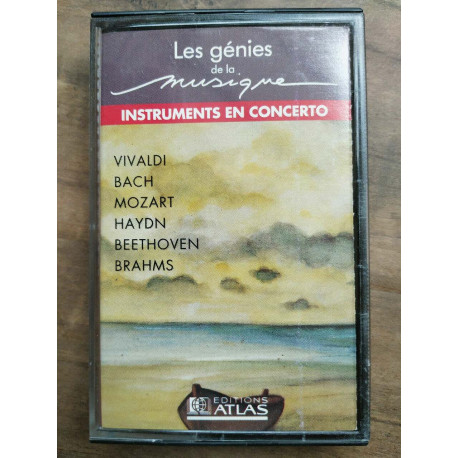 Les génies
de la
musique
INSTRUMENTS EN CONCERTO
VIVALDI
BACH
MOZART
HAYDN
BEETHOVEN
BRAHMS
EDITIONS
ATLAS